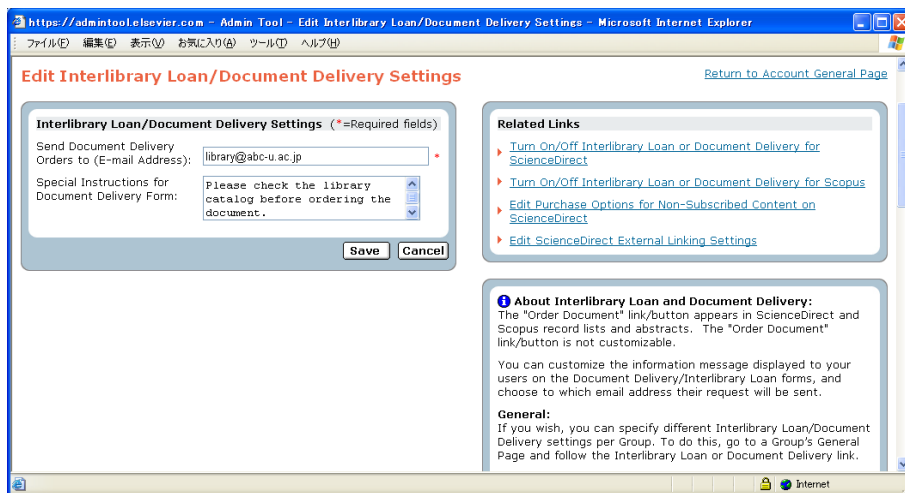 https://admintool.elsevier.com - Admin Tool - Edit Interlibrary Loan/Document Delivery Settings - Microsoft Internet Explorer
ファイル(F) 編集(E) 表示(V) お気に入り(A) ツール(T) ヘルプ(H)
Edit Interlibrary Loan/Document Delivery Settings
Return to Account General Page
Interlibrary Loan/Document Delivery Settings (*=Required fields)
Send Document Delivery
Orders to (E-mail Address):
library@abc-u.ac.jp
*
Special Instructions for
Document Delivery Form:
Please check the library
catalog before ordering the
document.
Save Cancel
Related Links
Turn On/Off Interlibrary Loan or Document Delivery for
ScienceDirect
Turn On/Off Interlibrary Loan or Document Delivery for Scopus
Edit Purchase Options for Non-Subscribed Content on
ScienceDirect
Edit ScienceDirect External Linking Settings
About Interlibrary Loan and Document Delivery:
The "Order Document" link/button appears in ScienceDirect and
Scopus record lists and abstracts. The "Order Document"
link/button is not customizable.
You can customize the information message displayed to your
users on the Document Delivery/Interlibrary Loan forms, and
choose to which email address their request will be sent.
General:
If you wish, you can specify different Interlibrary Loan/Document
Delivery settings per Group. To do this, go to a Group's General
Page and follow the Interlibrary Loan or Document Delivery link.
Internet